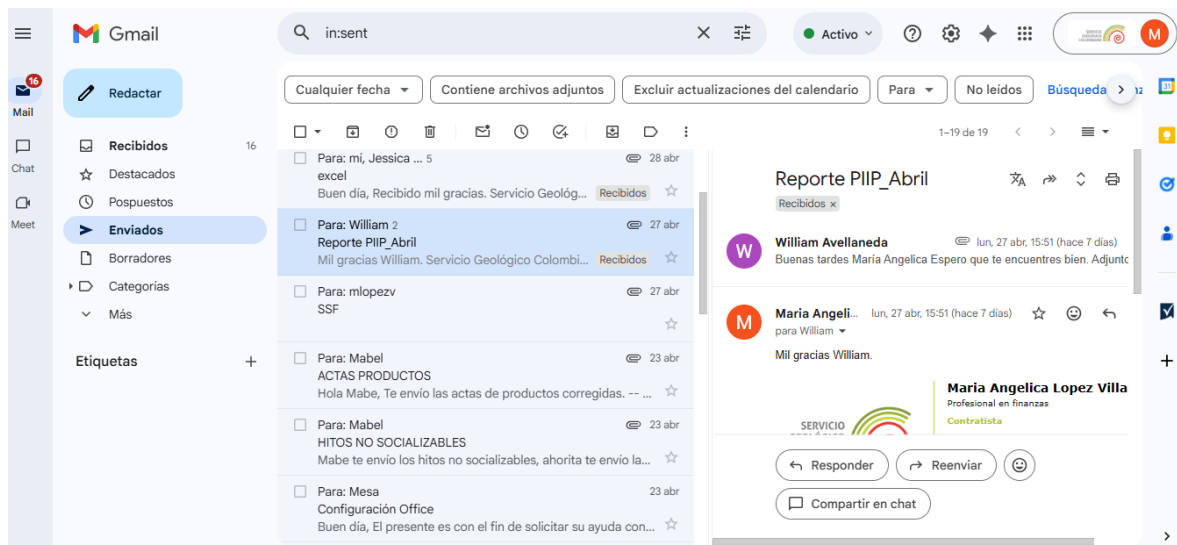 Gmail
in:sent
Activo
M
16
Mail
Chat
Meet
Redactar
Recibidos 16
Destacados
Pospuestos
Enviados
Borradores
Categorías
Más
Etiquetas
Cualquier fecha
Contiene archivos adjuntos
Excluir actualizaciones del calendario
Para
No leídos
Búsqueda
1–19 de 19
Para: mí, Jessica ... 5 28 abr
excel
Buen día, Recibido mil gracias. Servicio Geológ... Recibidos
Para: William 2 27 abr
Reporte PIIP_Abril
Mil gracias William. Servicio Geológico Colombi... Recibidos
Para: mlopezv 27 abr
SSF
Para: Mabel 23 abr
ACTAS PRODUCTOS
Hola Mabe, Te envío las actas de productos corregidas. -- ...
Para: Mabel 23 abr
HITOS NO SOCIALIZABLES
Mabe te envío los hitos no socializables, ahorita te envío la...
Para: Mesa 23 abr
Configuración Office
Buen día, El presente es con el fin de solicitar su ayuda con...
Reporte PIIP_Abril
Recibidos ×
W
William Avellaneda lun, 27 abr, 15:51 (hace 7 días)
Buenas tardes María Angelica Espero que te encuentres bien. Adjunto
M
Maria Angeli... lun, 27 abr, 15:51 (hace 7 días)
para William
Mil gracias William.
Maria Angelica Lopez Villa
Profesional en finanzas
Contratista
SERVICIO
Responder
Reenviar
Compartir en chat
31